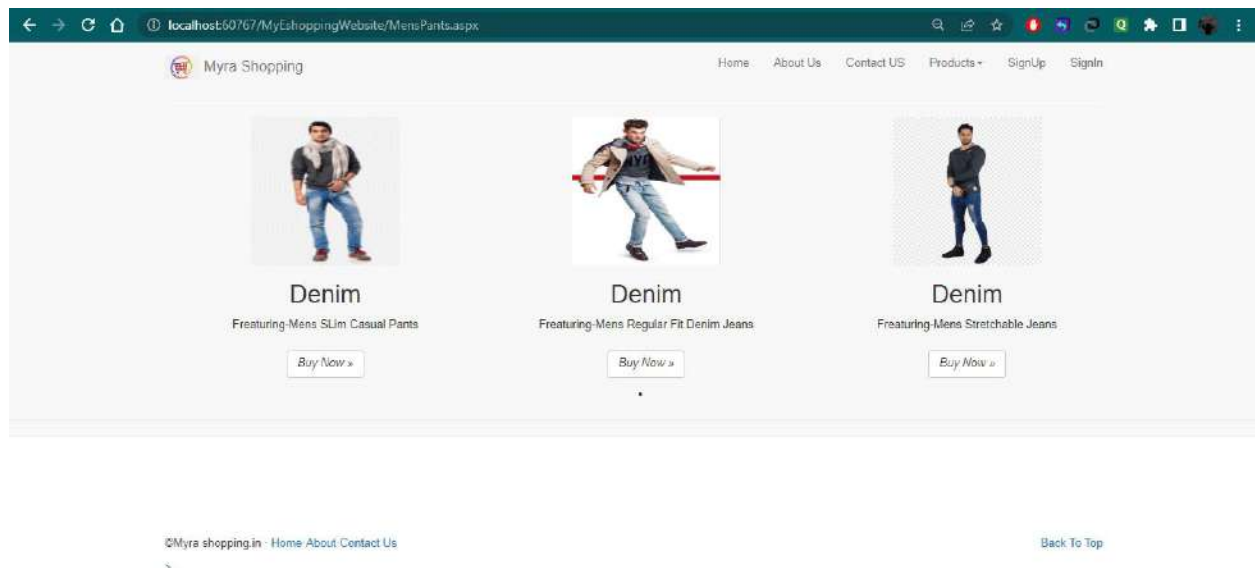 localhost:60767/MyEshoppingWebsite/MensPants.aspx
Myra Shopping Home About Us Contact US Products SignUp SignIn
Denim Denim Denim
Freaturing-Mens SLim Casual Pants Freaturing-Mens Regular Fit Denim Jeans Freaturing-Mens Stretchable Jeans
Buy Now » Buy Now » Buy Now »
©Myra shopping.in · Home About Contact Us Back To Top